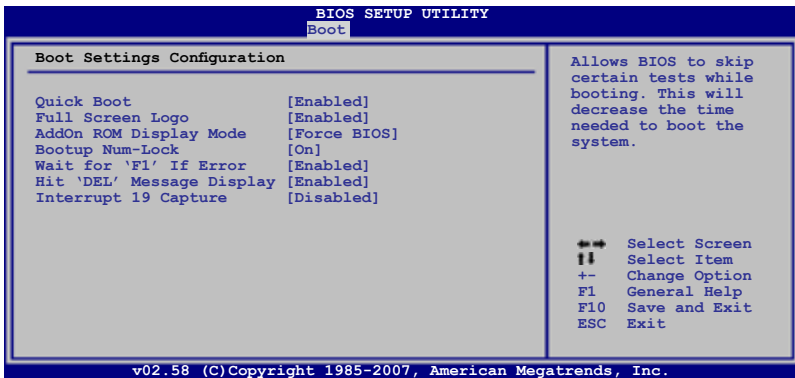 BIOS SETUP UTILITY
Boot
Boot Settings Configuration
Quick Boot [Enabled]
Full Screen Logo [Enabled]
AddOn ROM Display Mode [Force BIOS]
Bootup Num-Lock [On]
Wait for ‘F1’ If Error [Enabled]
Hit ‘DEL’ Message Display [Enabled]
Interrupt 19 Capture [Disabled]
Allows BIOS to skip
certain tests while
booting. This will
decrease the time
needed to boot the
system.
←→ Select Screen
↑↓ Select Item
+- Change Option
F1 General Help
F10 Save and Exit
ESC Exit
v02.58 (C)Copyright 1985-2007, American Megatrends, Inc.